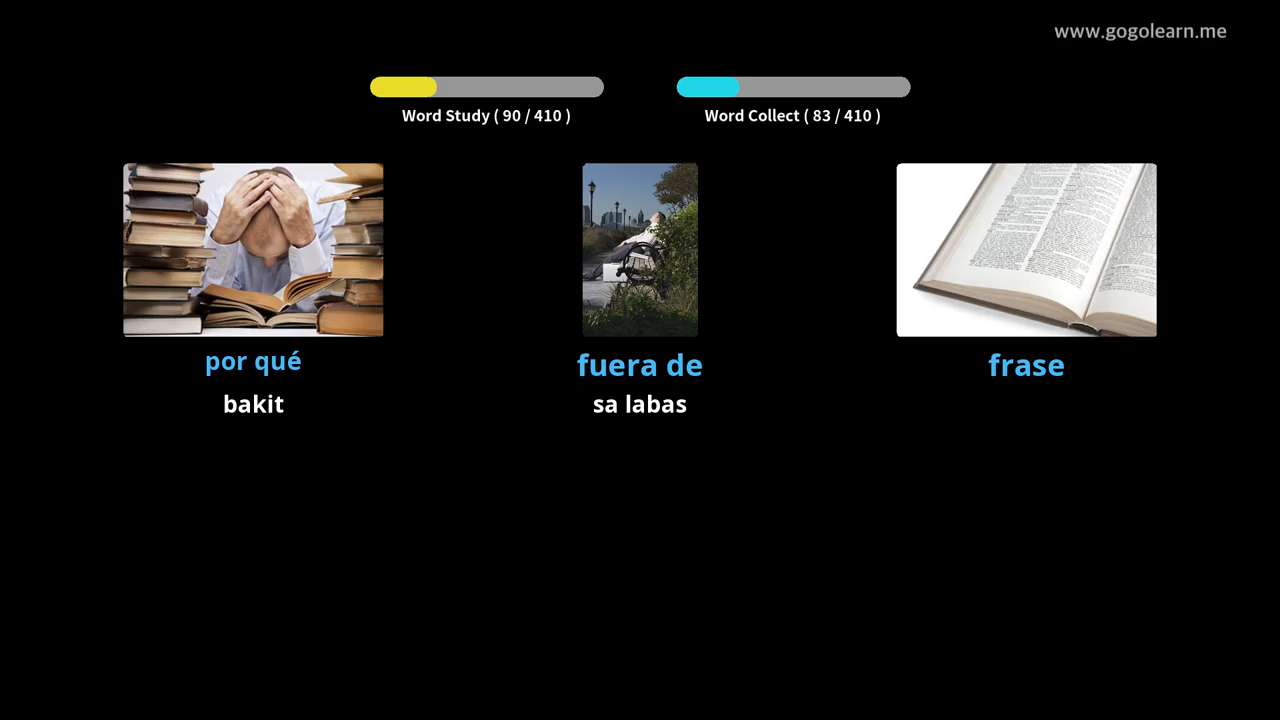 www.gogolearn.me
Word Study ( 90 / 410 )
Word Collect ( 83 / 410 )
por qué
fuera de
frase
bakit
sa labas